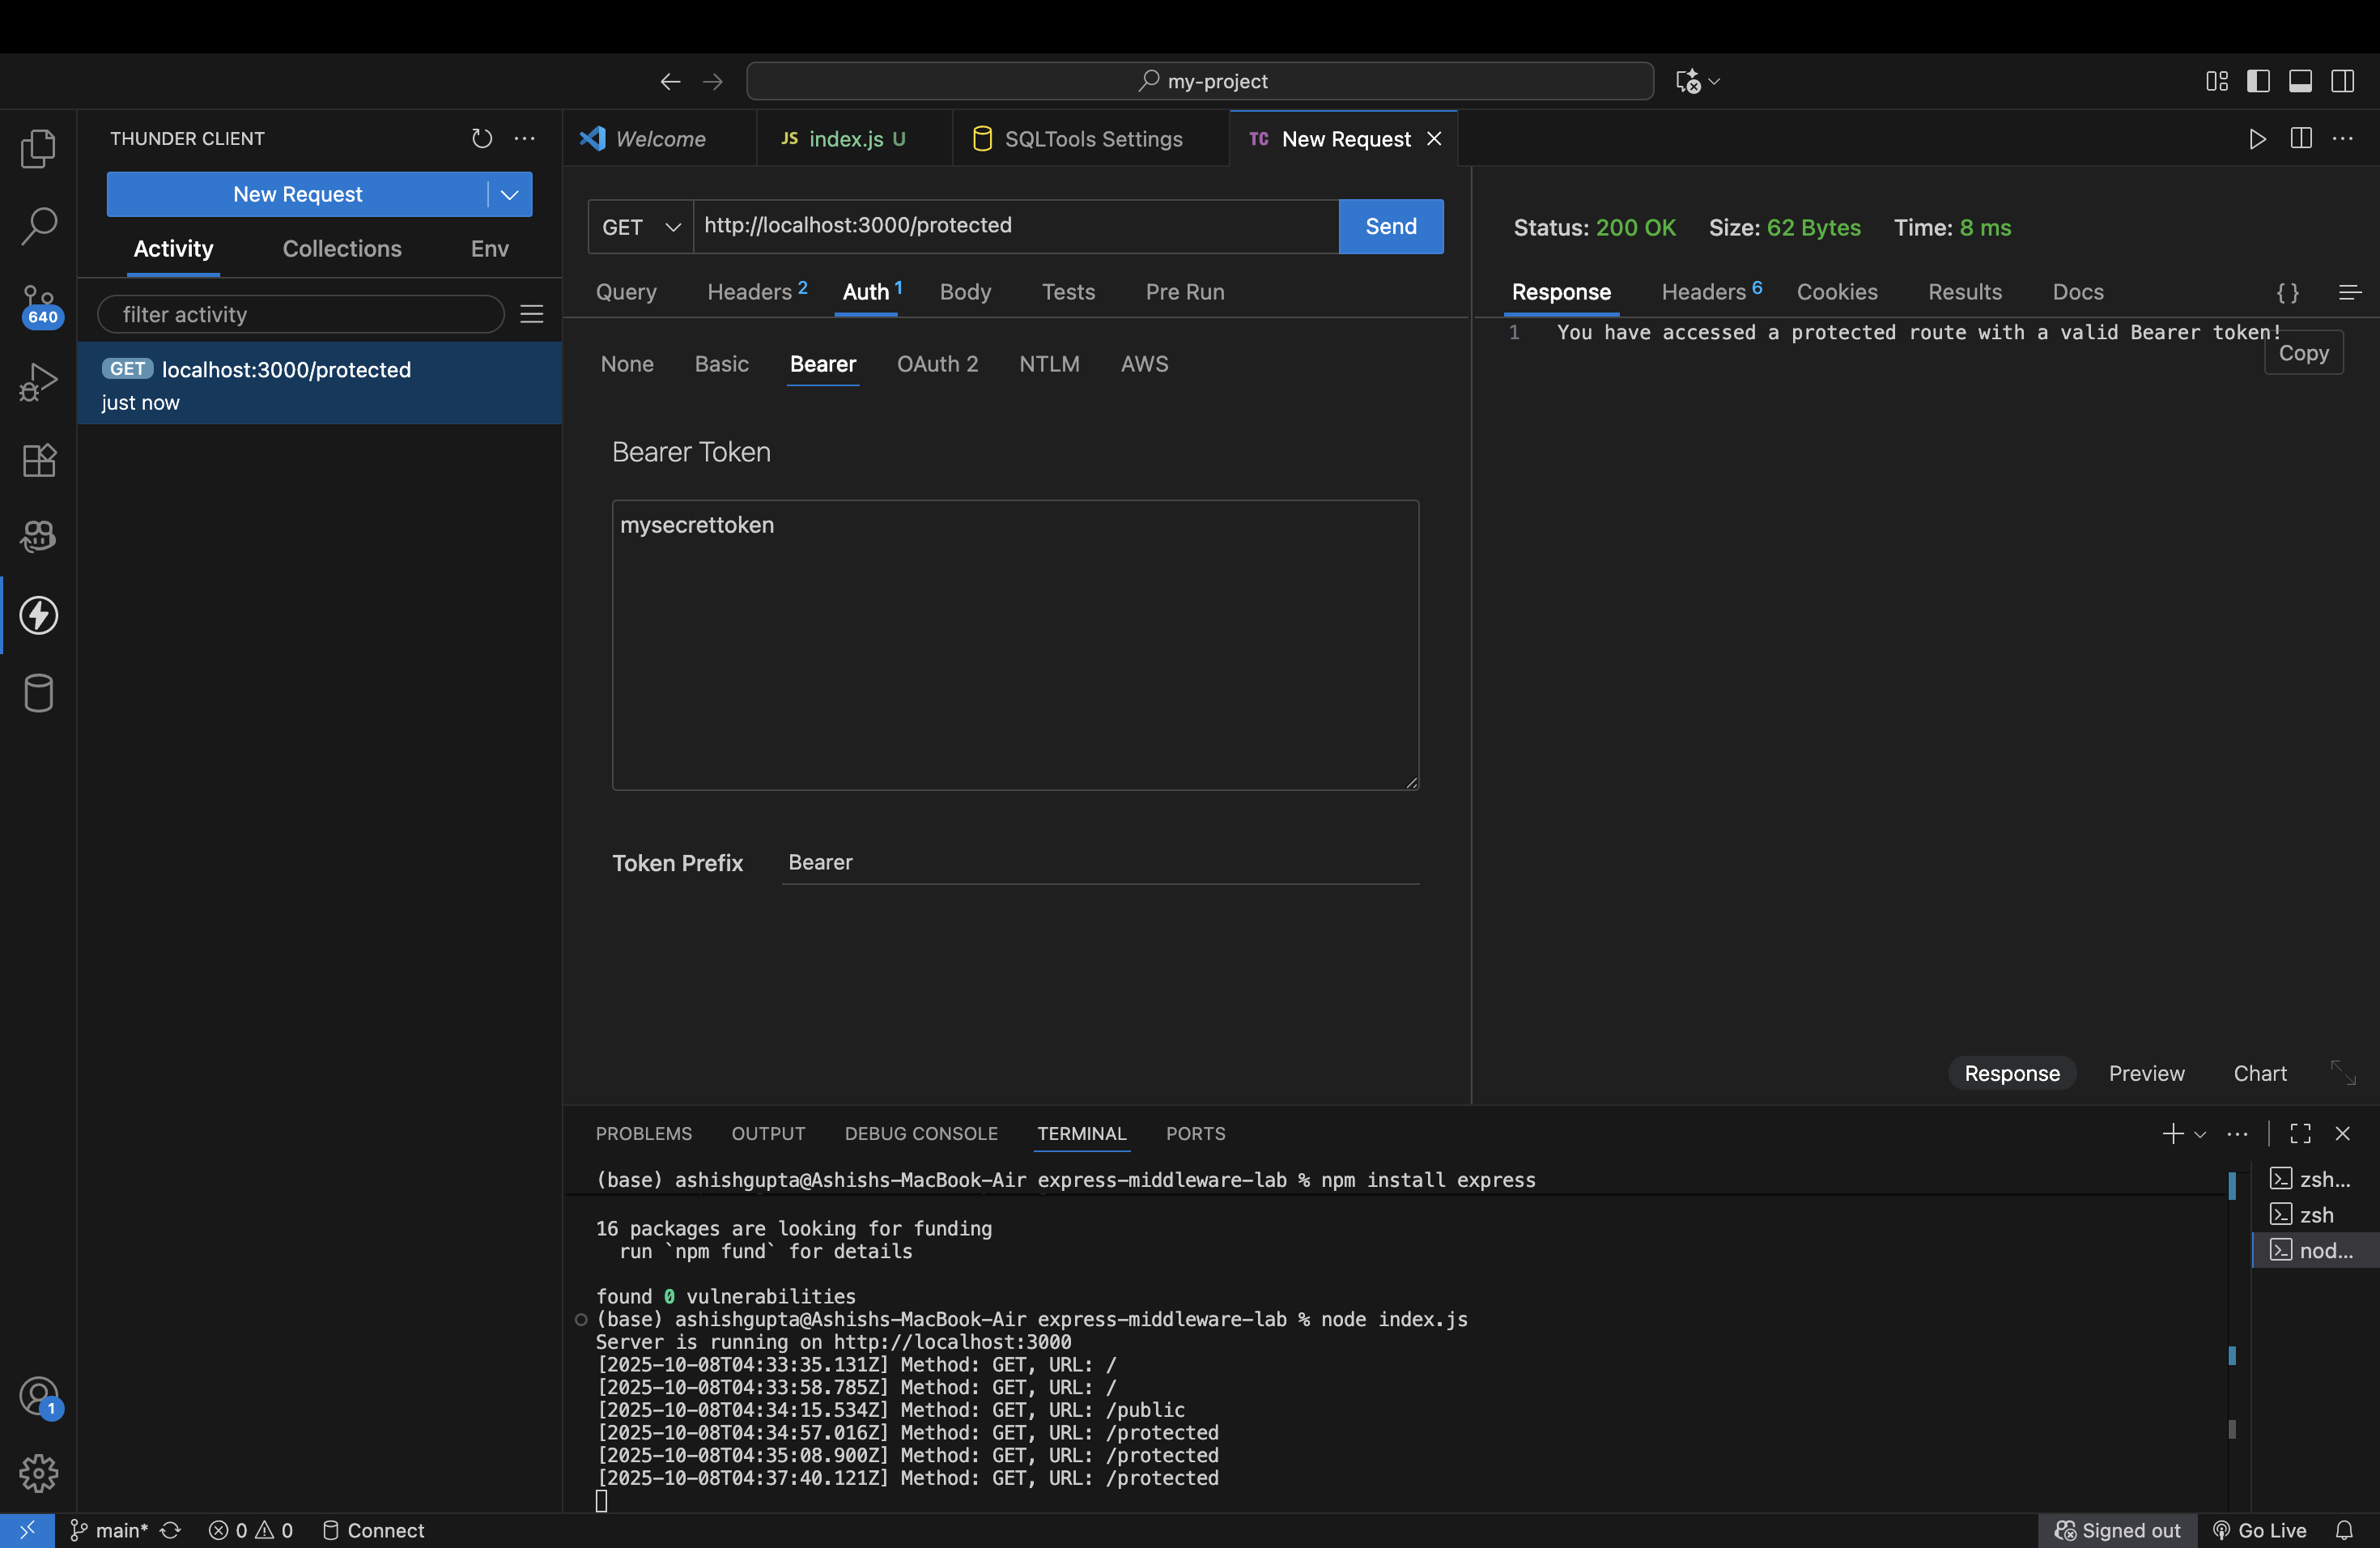 my-project
THUNDER CLIENT
New Request
Activity Collections Env
filter activity
GET localhost:3000/protected
just now
640
1
Welcome
JS index.js U
SQLTools Settings
TC New Request
GET http://localhost:3000/protected Send
Query Headers 2 Auth 1 Body Tests Pre Run
None Basic Bearer OAuth 2 NTLM AWS
Bearer Token
mysecrettoken
Token Prefix Bearer
Status: 200 OK Size: 62 Bytes Time: 8 ms
Response Headers 6 Cookies Results Docs {}
1 You have accessed a protected route with a valid Bearer token!
Copy
Response Preview Chart
PROBLEMS OUTPUT DEBUG CONSOLE TERMINAL PORTS
(base) ashishgupta@Ashishs-MacBook-Air express-middleware-lab % npm install express
16 packages are looking for funding
run `npm fund` for details
found 0 vulnerabilities
(base) ashishgupta@Ashishs-MacBook-Air express-middleware-lab % node index.js
Server is running on http://localhost:3000
[2025-10-08T04:33:35.131Z] Method: GET, URL: /
[2025-10-08T04:33:58.785Z] Method: GET, URL: /
[2025-10-08T04:34:15.534Z] Method: GET, URL: /public
[2025-10-08T04:34:57.016Z] Method: GET, URL: /protected
[2025-10-08T04:35:08.900Z] Method: GET, URL: /protected
[2025-10-08T04:37:40.121Z] Method: GET, URL: /protected
zsh...
zsh
nod...
main* 0 0 Connect
Signed out Go Live